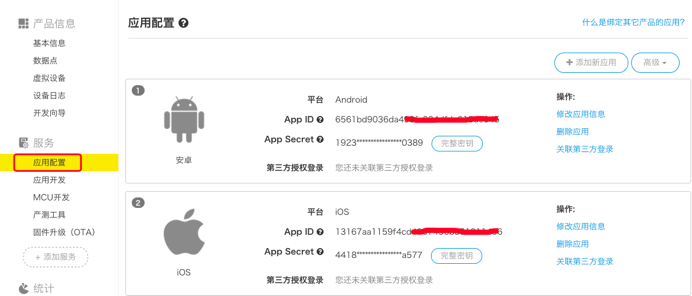 产品信息
基本信息
数据点
虚拟设备
设备日志
开发向导
服务
应用配置
应用开发
MCU开发
产测工具
固件升级（OTA）
+ 添加服务
统计
应用配置 ?
什么是绑定其它产品的应用?
+ 添加新应用
高级
1
安卓
平台 Android
App ID ? 6561bd9036da4
App Secret ? 1923****************0389 完整密钥
第三方授权登录 您还未关联第三方授权登录
操作:
修改应用信息
删除应用
关联第三方登录
2
iOS
平台 iOS
App ID ? 13167aa1159f4cd
App Secret ? 4418****************a577 完整密钥
第三方授权登录 您还未关联第三方授权登录
操作:
修改应用信息
删除应用
关联第三方登录